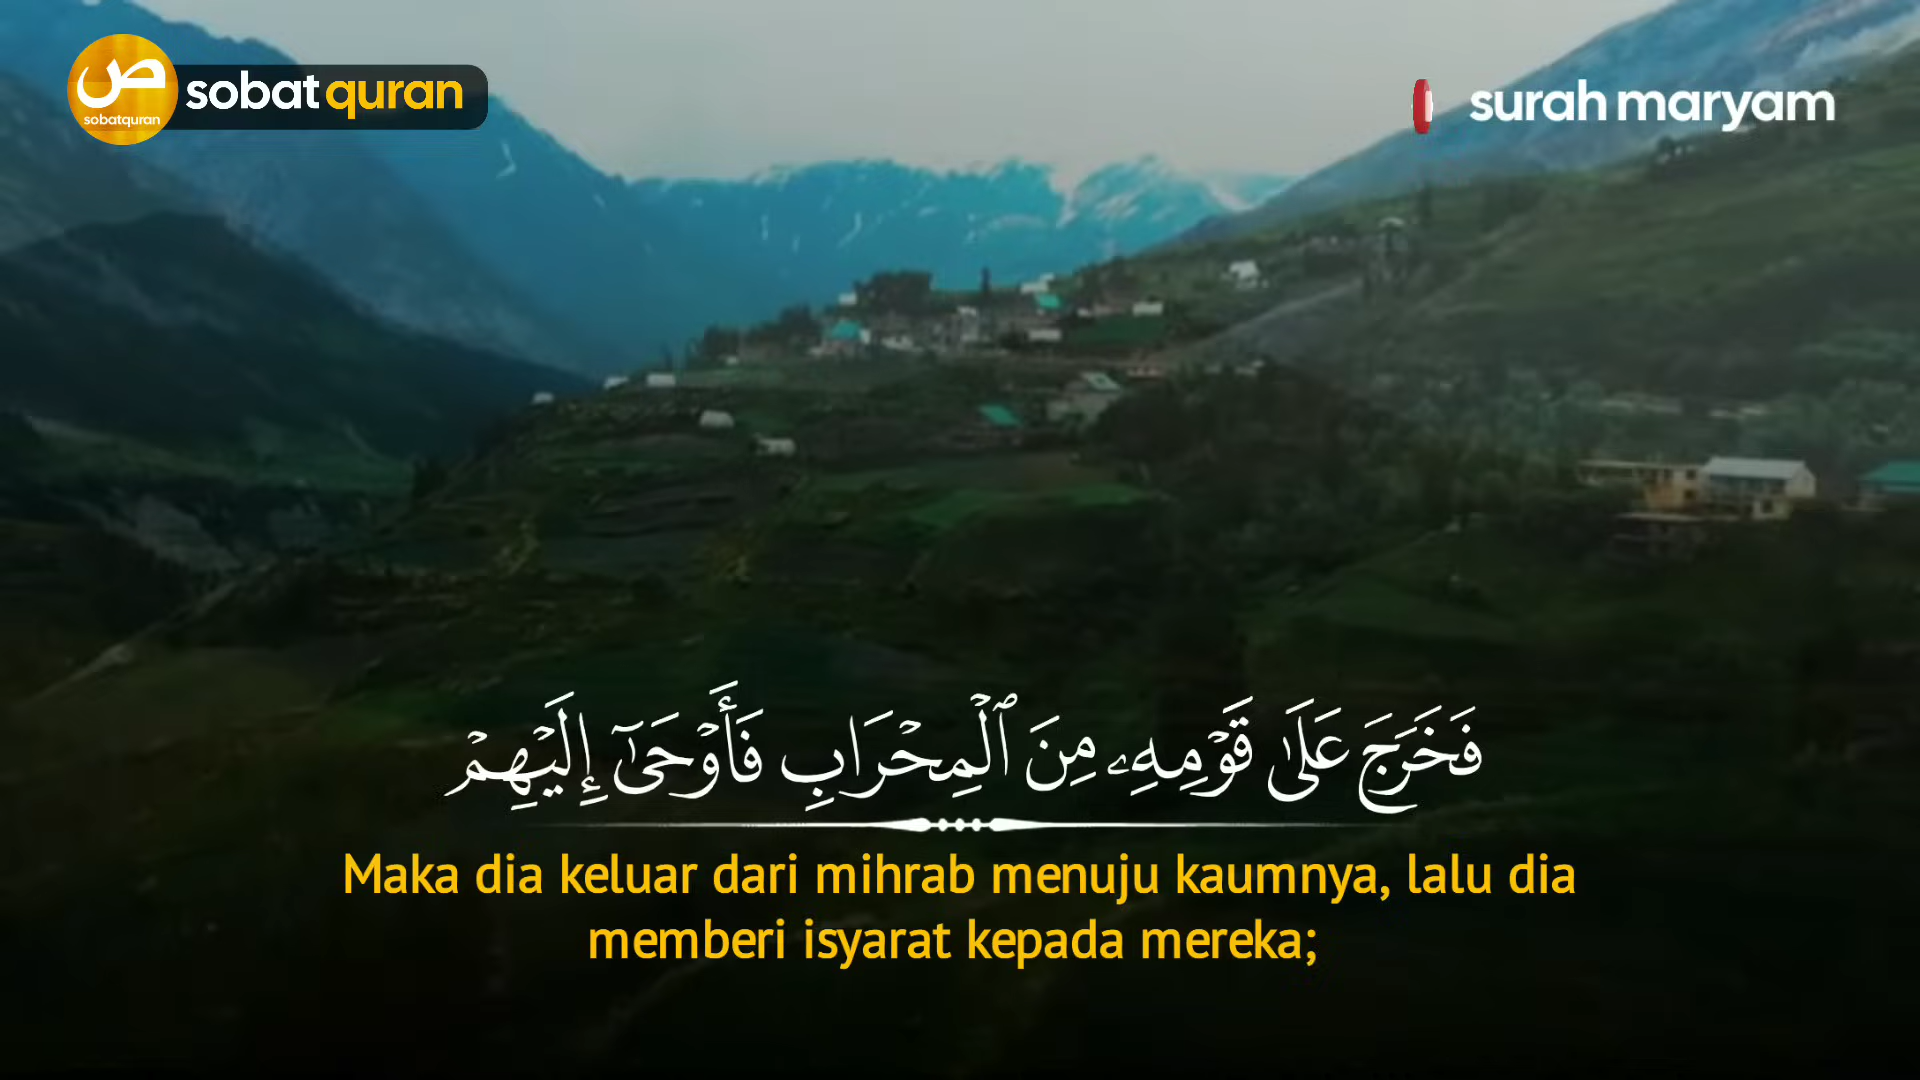 ص
sobatquran
sobat quran
surah maryam
فَخَرَجَ عَلَىٰ قَوْمِهِۦ مِنَ ٱلْمِحْرَابِ فَأَوْحَىٰٓ إِلَيْهِمْ
Maka dia keluar dari mihrab menuju kaumnya, lalu dia
memberi isyarat kepada mereka;